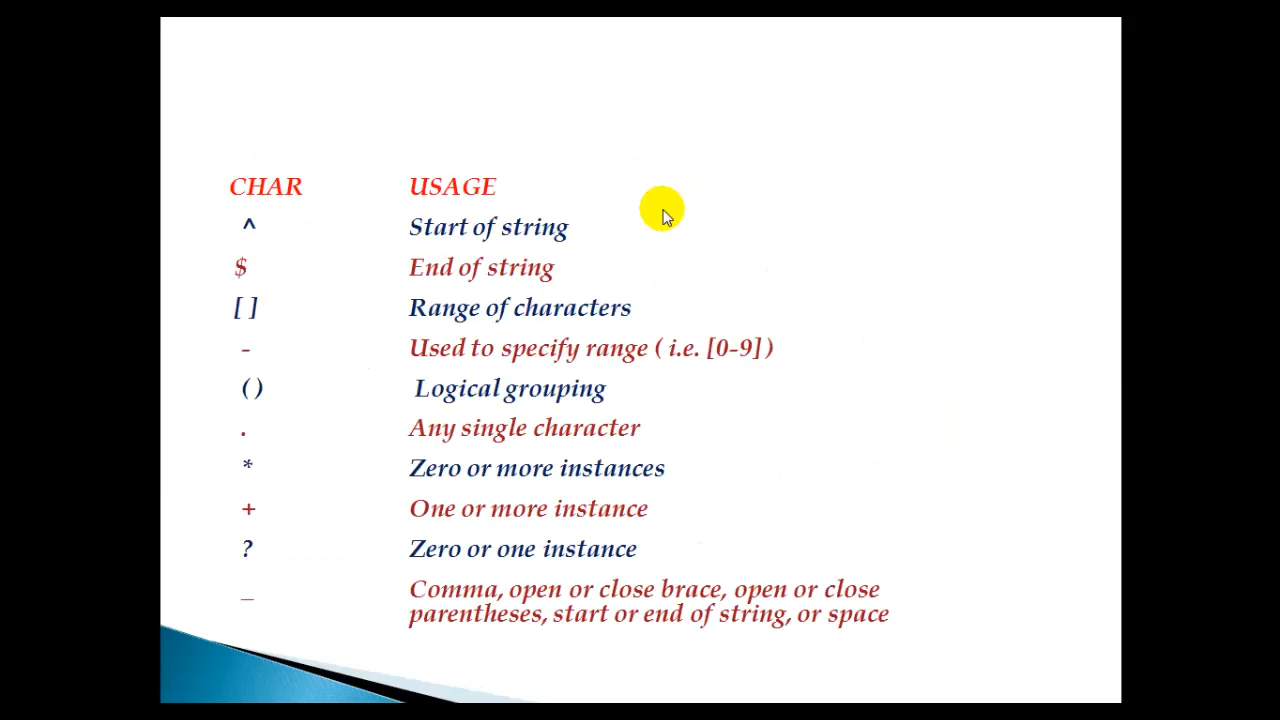 CHAR USAGE
^ Start of string
$ End of string
[ ] Range of characters
- Used to specify range ( i.e. [0-9] )
( ) Logical grouping
. Any single character
* Zero or more instances
+ One or more instance
? Zero or one instance
_ Comma, open or close brace, open or close
parentheses, start or end of string, or space